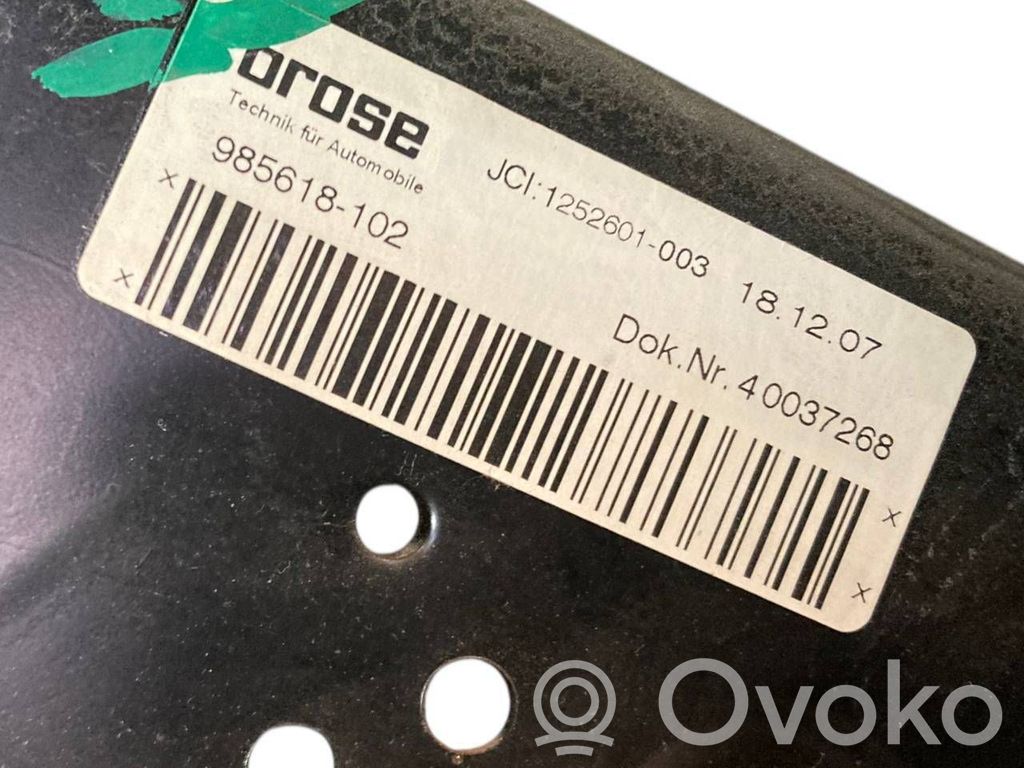 brose
Technik für Automobile
985618-102
JCI:1252601-003 18.12.07
Dok.Nr.40037268
Ovoko